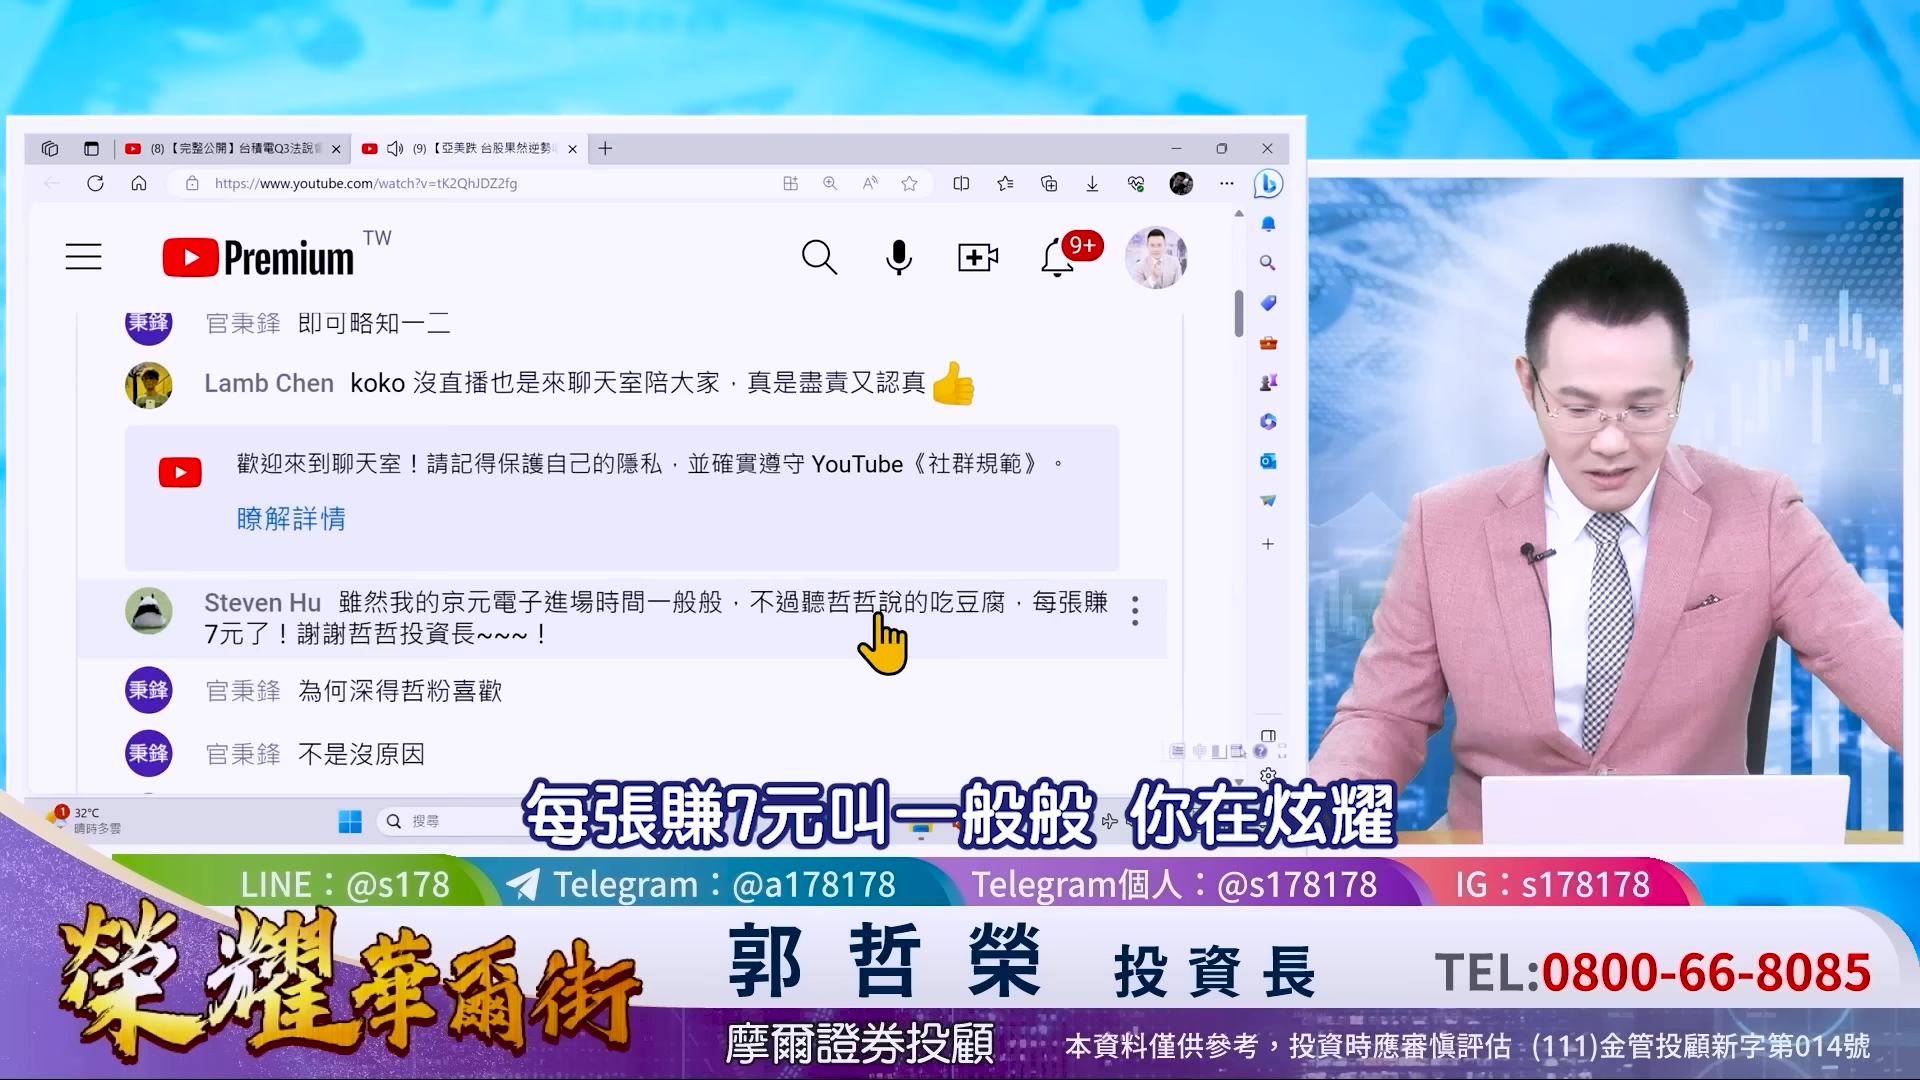 (8)【完整公開】台積電Q3法說會
(9)【亞美跌 台股果然逆勢
https://www.youtube.com/watch?v=tK2QhJDZ2fg
Premium TW
9+
秉鋒 官秉鋒 即可略知一二
Lamb Chen koko 沒直播也是來聊天室陪大家，真是盡責又認真
歡迎來到聊天室！請記得保護自己的隱私，並確實遵守 YouTube《社群規範》。
瞭解詳情
Steven Hu 雖然我的京元電子進場時間一般般，不過聽哲哲說的吃豆腐，每張賺
7元了！謝謝哲哲投資長~~~！
秉鋒 官秉鋒 為何深得哲粉喜歡
秉鋒 官秉鋒 不是沒原因
1 32°C
晴時多雲
搜尋
每張賺7元叫一般般 你在炫耀
LINE：@s178 Telegram：@a178178 Telegram個人：@s178178 IG：s178178
榮耀華爾街
郭哲榮 投資長 TEL:0800-66-8085
摩爾證券投顧 本資料僅供參考，投資時應審慎評估 (111)金管投顧新字第014號